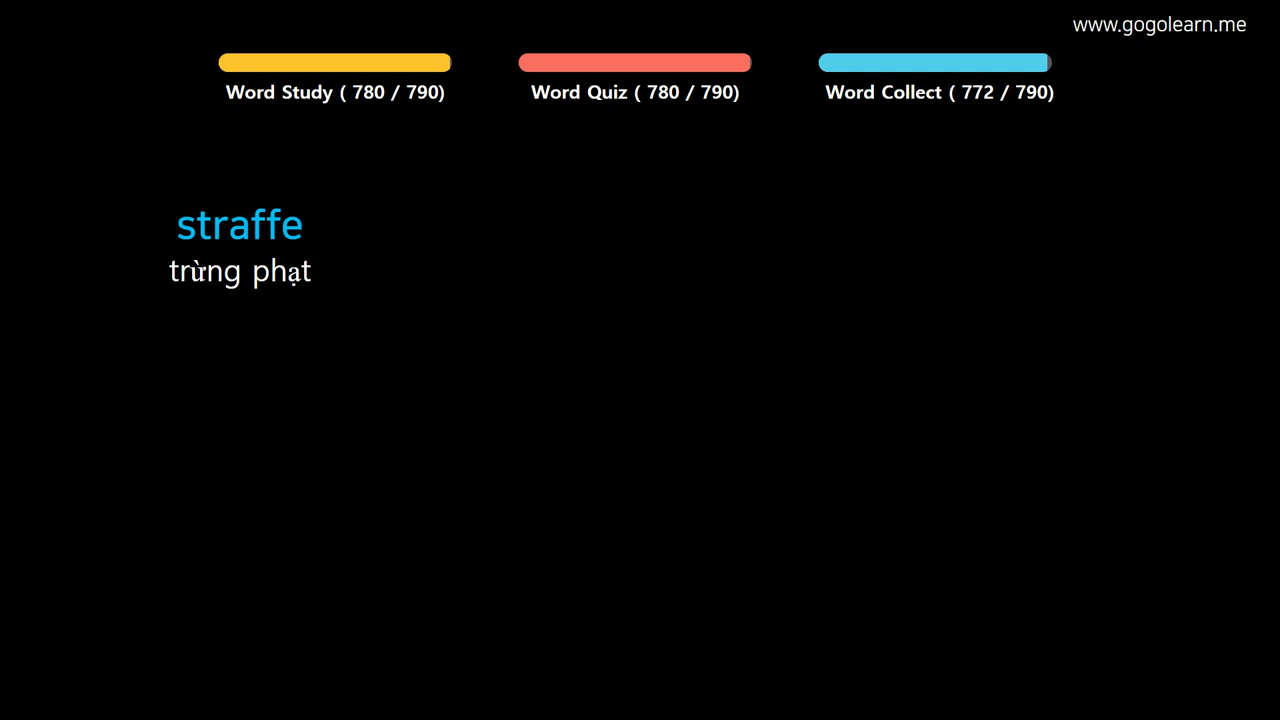 www.gogolearn.me
Word Study ( 780 / 790)
Word Quiz ( 780 / 790)
Word Collect ( 772 / 790)
straffe
trừng phạt